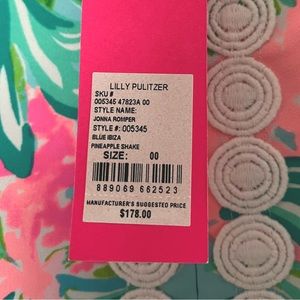 LILLY PULITZER
SKU #
005345 47823A 00
STYLE NAME:
JONNA ROMPER
STYLE #: 005345
BLUE IBIZA
PINEAPPLE SHAKE
SIZE: 00
889069 662523
MANUFACTURER'S SUGGESTED PRICE
$178.00